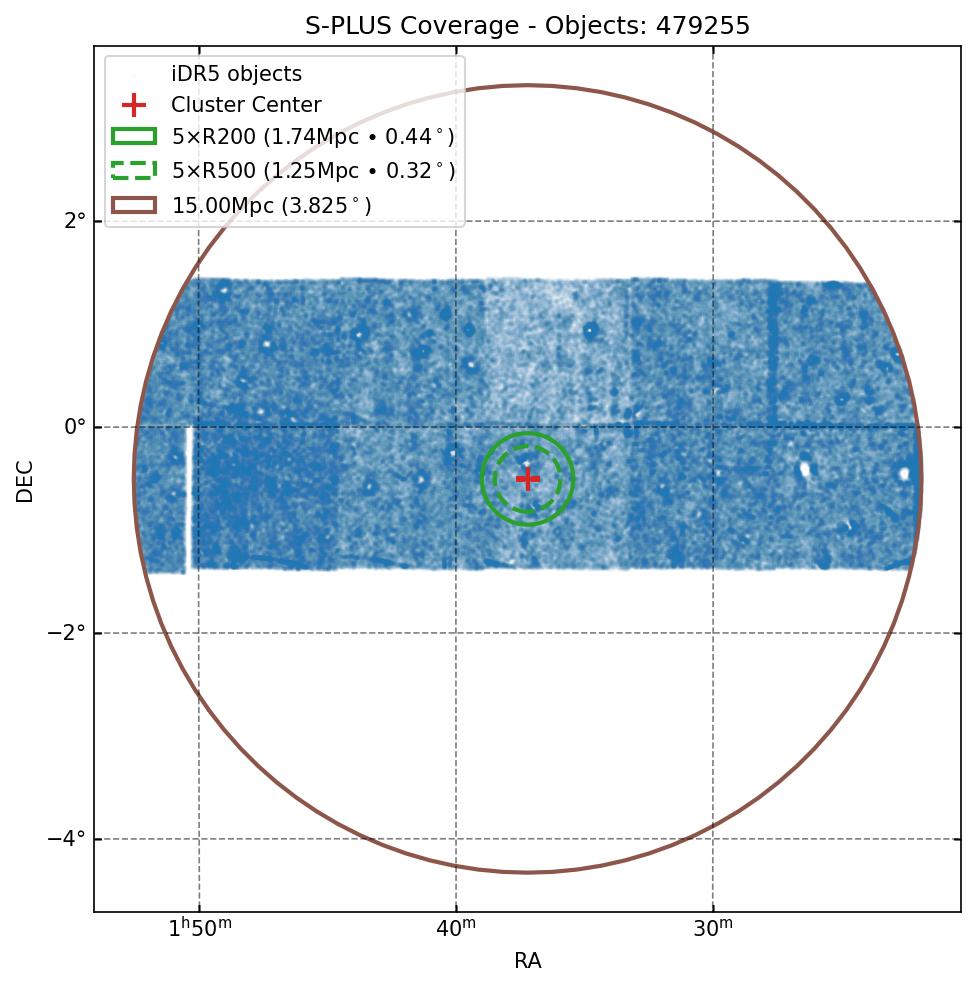 S-PLUS Coverage - Objects: 479255
iDR5 objects
Cluster Center
5×R200 (1.74Mpc • 0.44°)
5×R500 (1.25Mpc • 0.32°)
15.00Mpc (3.825°)
2°
0°
−2°
−4°
DEC
1ʰ50ᵐ
40ᵐ
30ᵐ
RA